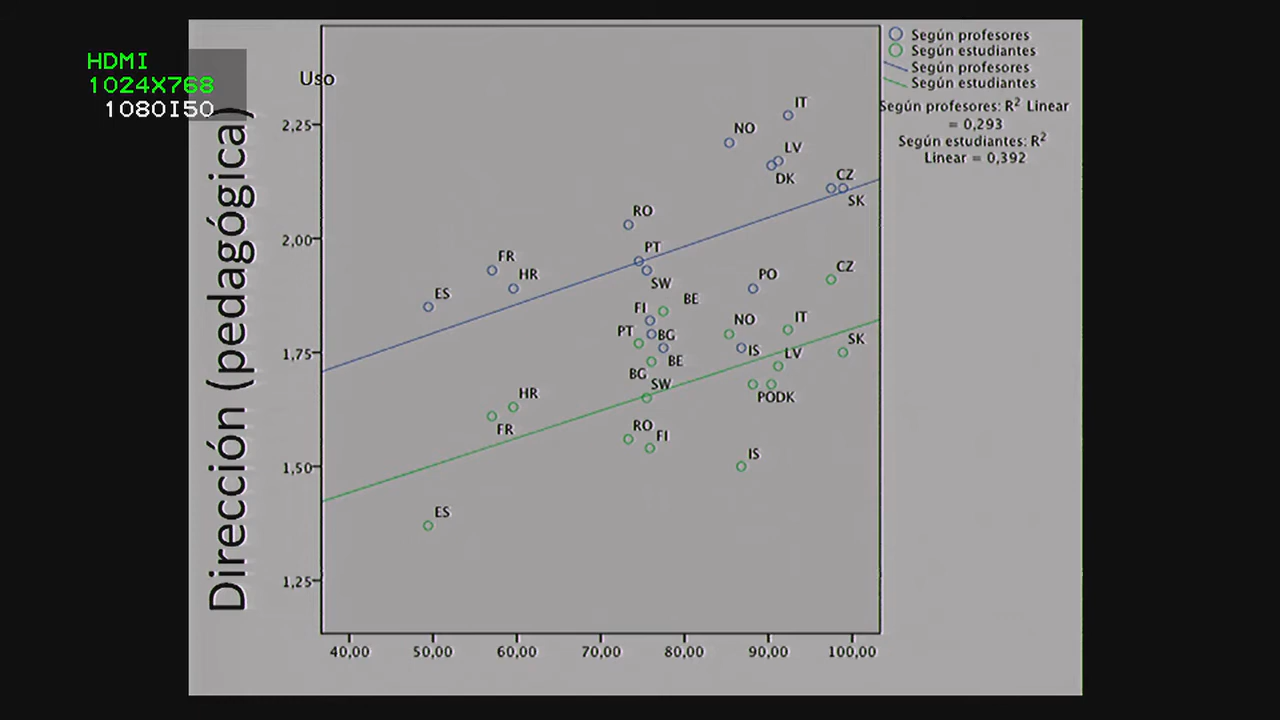 HDMI
1024X768
1080I50
Dirección (pedagógica)
Uso
2,25
2,00
1,75
1,50
1,25
40,00 50,00 60,00 70,00 80,00 90,00 100,00
IT
NO
LV
DK
CZ
SK
RO
PT
FR
HR
SW
PO
CZ
ES
BE
FI
NO
IT
PT
BG
IS
SK
BE
LV
BG
SW
HR
PODK
FR
RO
FI
IS
ES
Según profesores
Según estudiantes
Según profesores
Según estudiantes
Según profesores: R² Linear
= 0,293
Según estudiantes: R²
Linear = 0,392